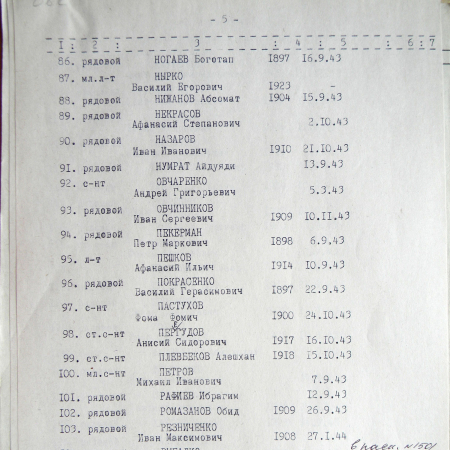 - 5 -
1 : 2 : 3 : 4 : 5 : 6 : 7
86. рядовой НОГАЕВ Боготап 1897 16.9.43
87. мл.л-т НЫРКО
Василий Егорович 1923 -
88. рядовой НИЖАНОВ Абсомат 1904 15.9.43
89. рядовой НЕКРАСОВ
Афанасий Степанович 2.10.43
90. рядовой НАЗАРОВ
Иван Иванович 1910 21.10.43
91. рядовой НУМРАТ Айдуяди 13.9.43
92. с-нт ОВЧАРЕНКО
Андрей Григорьевич 5.3.43
93. рядовой ОВЧИННИКОВ
Иван Сергеевич 1909 10.11.43
94. рядовой ПЕКЕРМАН
Петр Маркович 1898 6.9.43
95. л-т ПЕШКОВ
Афанасий Ильич 1914 10.9.43
96. рядовой ПОКРАСЕНКО
Василий Герасимович 1897 22.9.43
97. с-нт ПАСТУХОВ
Фома Фомич 1900 24.10.43
98. ст.с-нт ПЕРГУДОВ
Анисий Сидорович 1917 16.10.43
99. ст.с-нт ПЛЕВБЕКОВ Алешхан 1918 15.10.43
100. мл.с-нт ПЕТРОВ
Михаил Иванович 7.9.43
101. рядовой РАФИЕВ Ибрагим 12.9.43
102. рядовой РОМАЗАНОВ Обид 1909 26.9.43
103. рядовой РЕЗНИЧЕНКО
Иван Максимович 1908 27.1.44